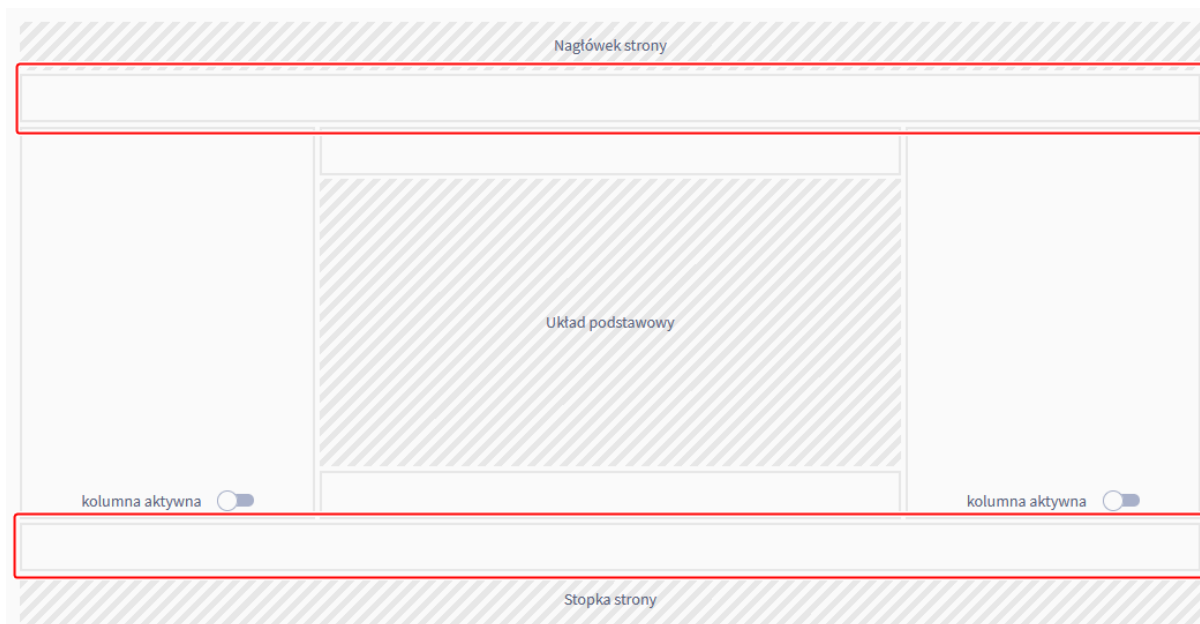 Nagłówek strony
Układ podstawowy
kolumna aktywna
kolumna aktywna
Stopka strony